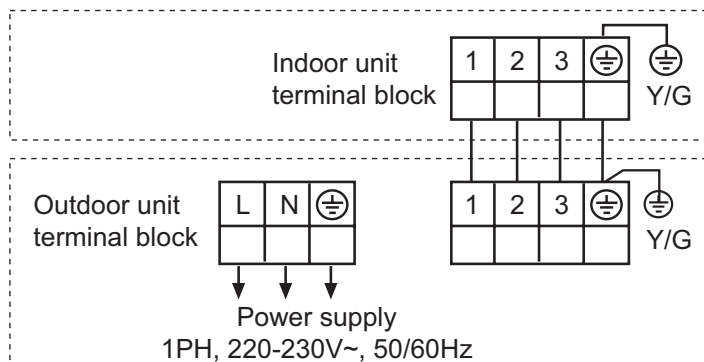 Indoor unit
terminal block
1 2 3
Y/G
Outdoor unit
terminal block
L N
1 2 3
Y/G
Power supply
1PH, 220-230V~, 50/60Hz